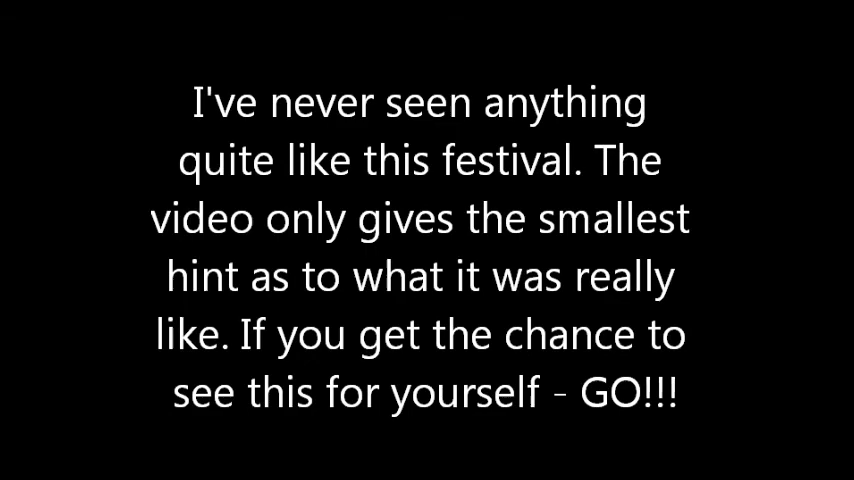 I've never seen anything
quite like this festival. The
video only gives the smallest
hint as to what it was really
like. If you get the chance to
see this for yourself - GO!!!